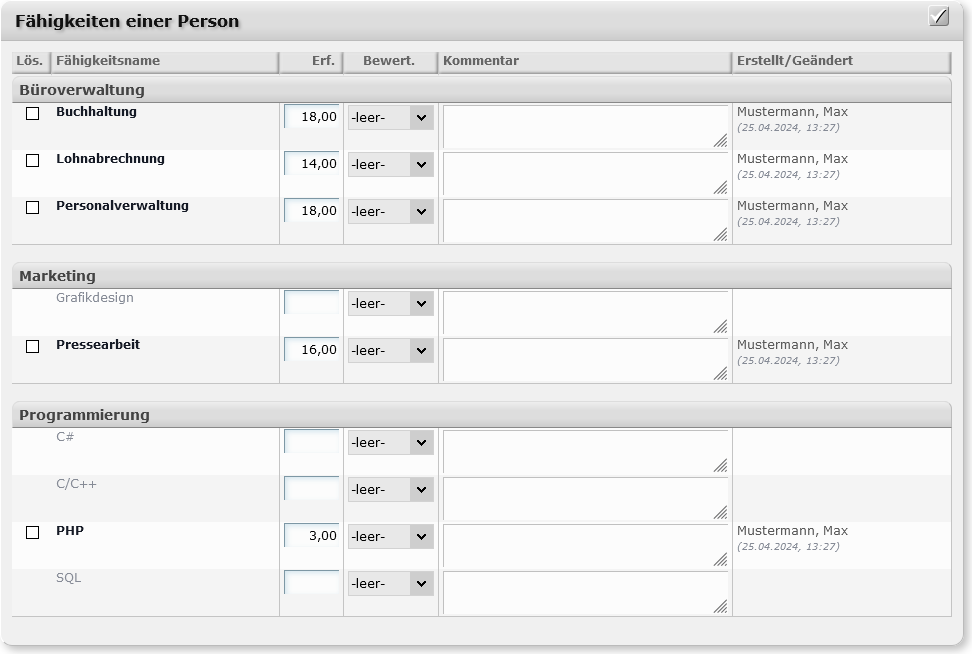 Fähigkeiten einer Person
Lös. Fähigkeitsname Erf. Bewert. Kommentar Erstellt/Geändert
Büroverwaltung
Buchhaltung 18,00 -leer- Mustermann, Max
(25.04.2024, 13:27)
Lohnabrechnung 14,00 -leer- Mustermann, Max
(25.04.2024, 13:27)
Personalverwaltung 18,00 -leer- Mustermann, Max
(25.04.2024, 13:27)
Marketing
Grafikdesign -leer-
Pressearbeit 16,00 -leer- Mustermann, Max
(25.04.2024, 13:27)
Programmierung
C# -leer-
C/C++ -leer-
PHP 3,00 -leer- Mustermann, Max
(25.04.2024, 13:27)
SQL -leer-